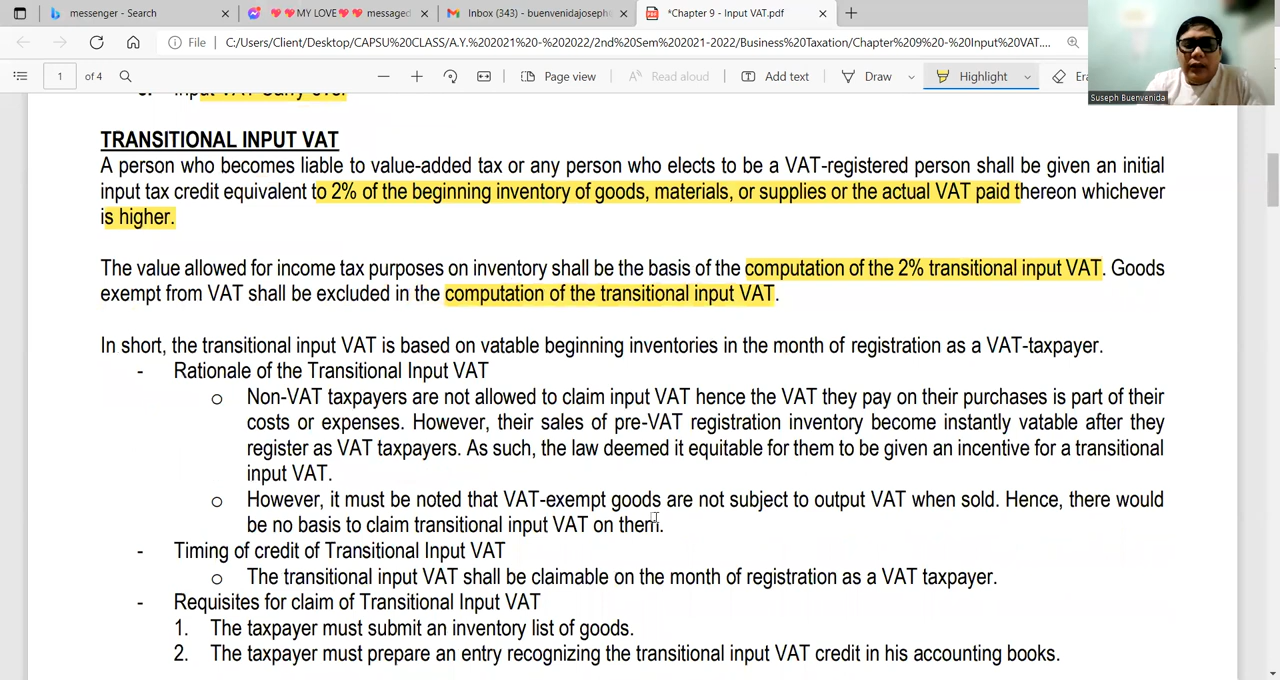 messenger - Search
❤️❤️MY LOVE❤️❤️ messaged
Inbox (343) - buenvenidajosephi
*Chapter 9 - Input VAT.pdf
File
C:/Users/Client/Desktop/CAPSU%20CLASS/A.Y.%202021%20-%202022/2nd%20Sem%202021-2022/Business%20Taxation/Chapter%209%20-%20Input%20VAT....
1 of 4
Page view
Read aloud
Add text
Draw
Highlight
Era
Suseph Buenvenida
Input VAT Carry over
TRANSITIONAL INPUT VAT
A person who becomes liable to value-added tax or any person who elects to be a VAT-registered person shall be given an initial
input tax credit equivalent to 2% of the beginning inventory of goods, materials, or supplies or the actual VAT paid thereon whichever
is higher.
The value allowed for income tax purposes on inventory shall be the basis of the computation of the 2% transitional input VAT. Goods
exempt from VAT shall be excluded in the computation of the transitional input VAT.
In short, the transitional input VAT is based on vatable beginning inventories in the month of registration as a VAT-taxpayer.
- Rationale of the Transitional Input VAT
o Non-VAT taxpayers are not allowed to claim input VAT hence the VAT they pay on their purchases is part of their
costs or expenses. However, their sales of pre-VAT registration inventory become instantly vatable after they
register as VAT taxpayers. As such, the law deemed it equitable for them to be given an incentive for a transitional
input VAT.
o However, it must be noted that VAT-exempt goods are not subject to output VAT when sold. Hence, there would
be no basis to claim transitional input VAT on them.
- Timing of credit of Transitional Input VAT
o The transitional input VAT shall be claimable on the month of registration as a VAT taxpayer.
- Requisites for claim of Transitional Input VAT
1. The taxpayer must submit an inventory list of goods.
2. The taxpayer must prepare an entry recognizing the transitional input VAT credit in his accounting books.